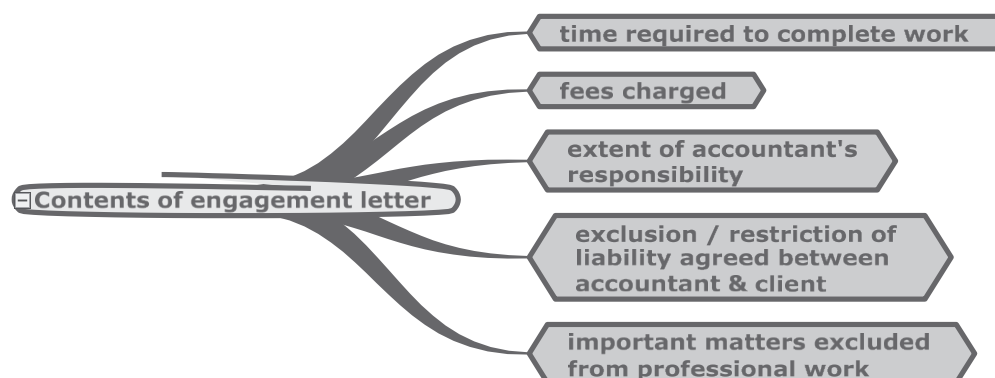 time required to complete work
fees charged
extent of accountant's
responsibility
Contents of engagement letter
exclusion / restriction of
liability agreed between
accountant & client
important matters excluded
from professional work